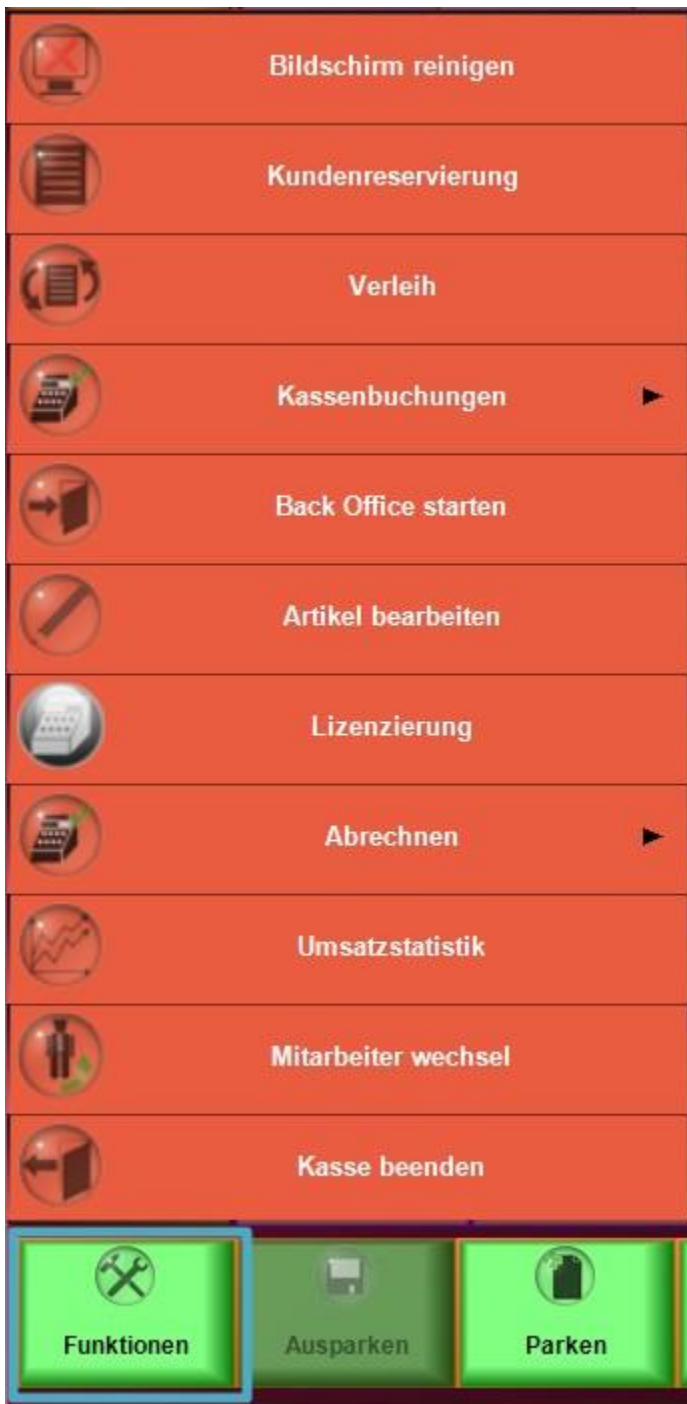 Bildschirm reinigen
Kundenreservierung
Verleih
Kassenbuchungen
Back Office starten
Artikel bearbeiten
Lizenzierung
Abrechnen
Umsatzstatistik
Mitarbeiter wechsel
Kasse beenden
Funktionen
Ausparken
Parken